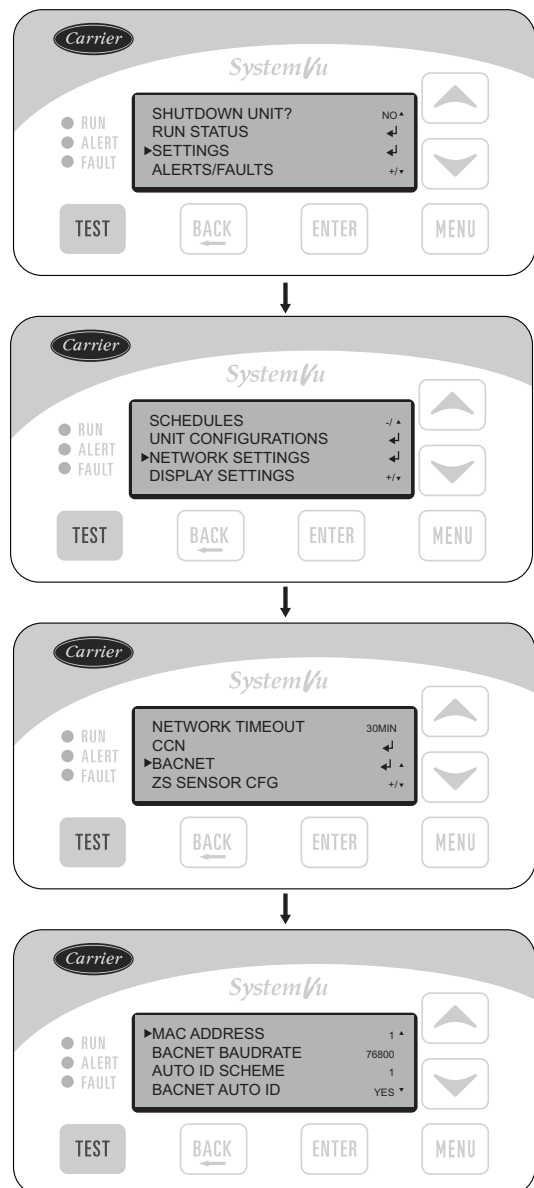 Carrier
SystemVu
RUN
ALERT
FAULT
SHUTDOWN UNIT? NO
RUN STATUS
SETTINGS
ALERTS/FAULTS +/
TEST BACK ENTER MENU
Carrier
SystemVu
RUN
ALERT
FAULT
SCHEDULES -/
UNIT CONFIGURATIONS
NETWORK SETTINGS
DISPLAY SETTINGS +/
TEST BACK ENTER MENU
Carrier
SystemVu
RUN
ALERT
FAULT
NETWORK TIMEOUT 30MIN
CCN
BACNET
ZS SENSOR CFG +/
TEST BACK ENTER MENU
Carrier
SystemVu
RUN
ALERT
FAULT
MAC ADDRESS 1
BACNET BAUDRATE 76800
AUTO ID SCHEME 1
BACNET AUTO ID YES
TEST BACK ENTER MENU